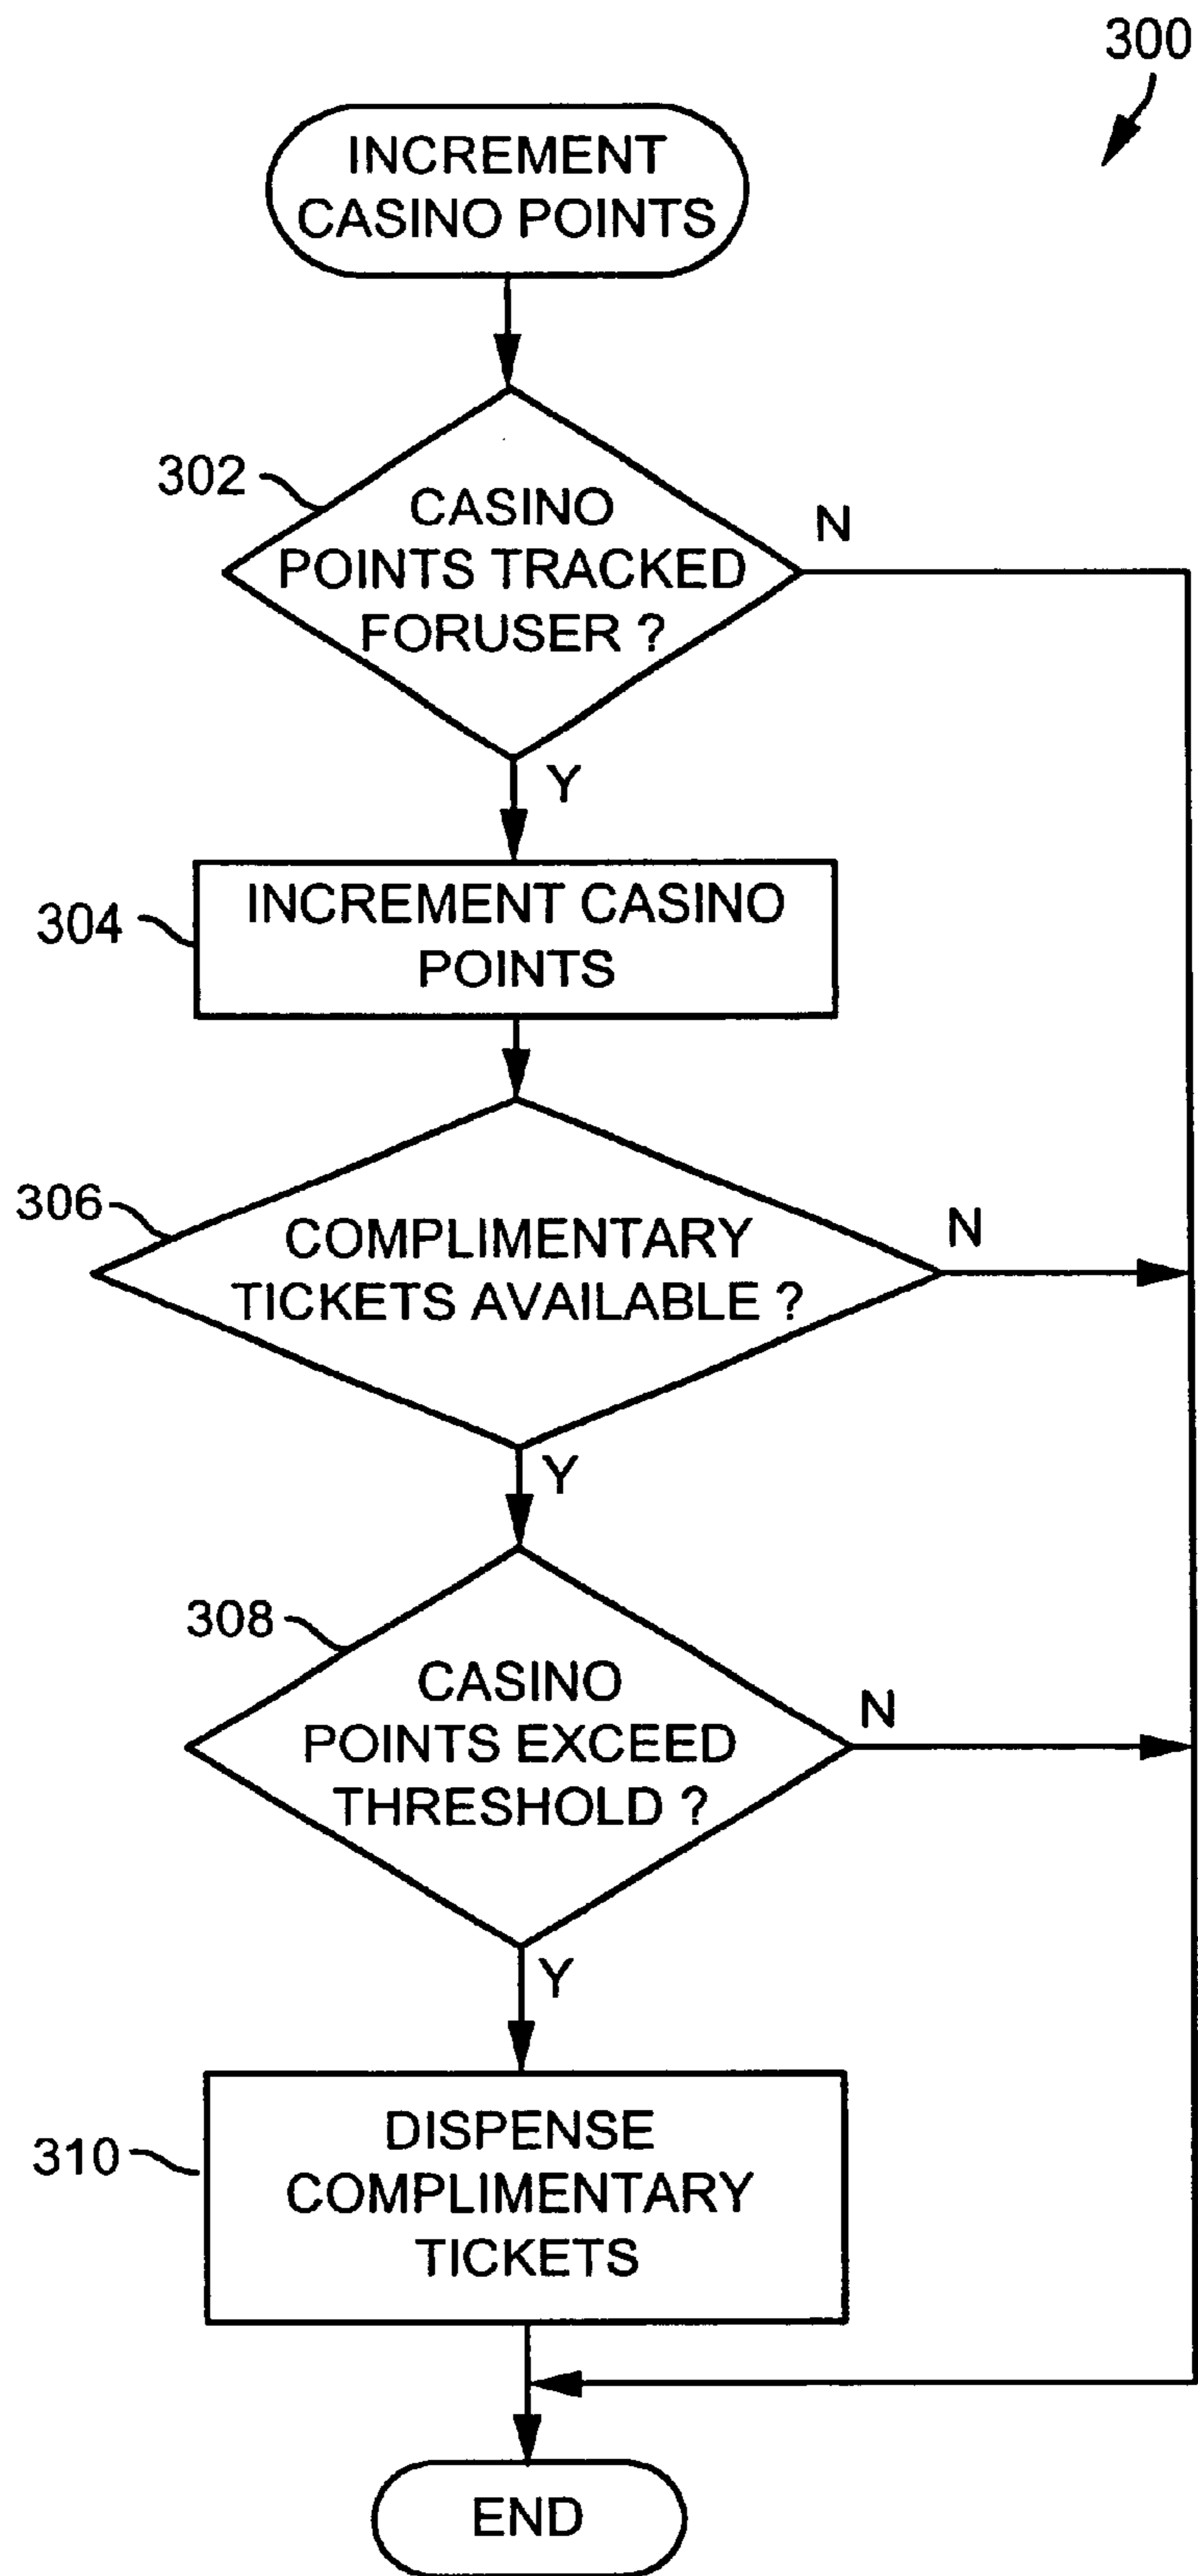 300
INCREMENT
CASINO POINTS
302
CASINO
POINTS TRACKED
FORUSER ?
N
Y
304
INCREMENT CASINO
POINTS
306
COMPLIMENTARY
TICKETS AVAILABLE ?
N
Y
308
CASINO
POINTS EXCEED
THRESHOLD ?
N
Y
310
DISPENSE
COMPLIMENTARY
TICKETS
END